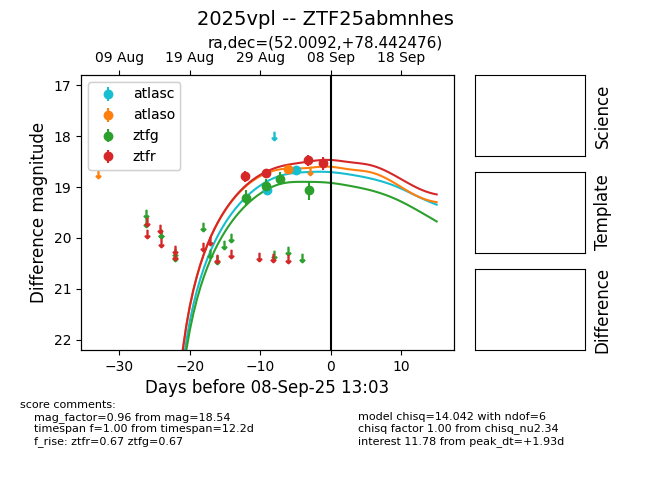 2025vpl -- ZTF25abmnhes
ra,dec=(52.0092,+78.442476)
09 Aug 19 Aug 29 Aug 08 Sep 18 Sep
17
18
19
20
21
22
Difference magnitude
atlasc
atlaso
ztfg
ztfr
−30 −20 −10 0 10
Days before 08-Sep-25 13:03
Science
Template
Difference
score comments:
mag_factor=0.96 from mag=18.54
timespan f=1.00 from timespan=12.2d
f_rise: ztfr=0.67 ztfg=0.67
model chisq=14.042 with ndof=6
chisq factor 1.00 from chisq_nu2.34
interest 11.78 from peak_dt=+1.93d